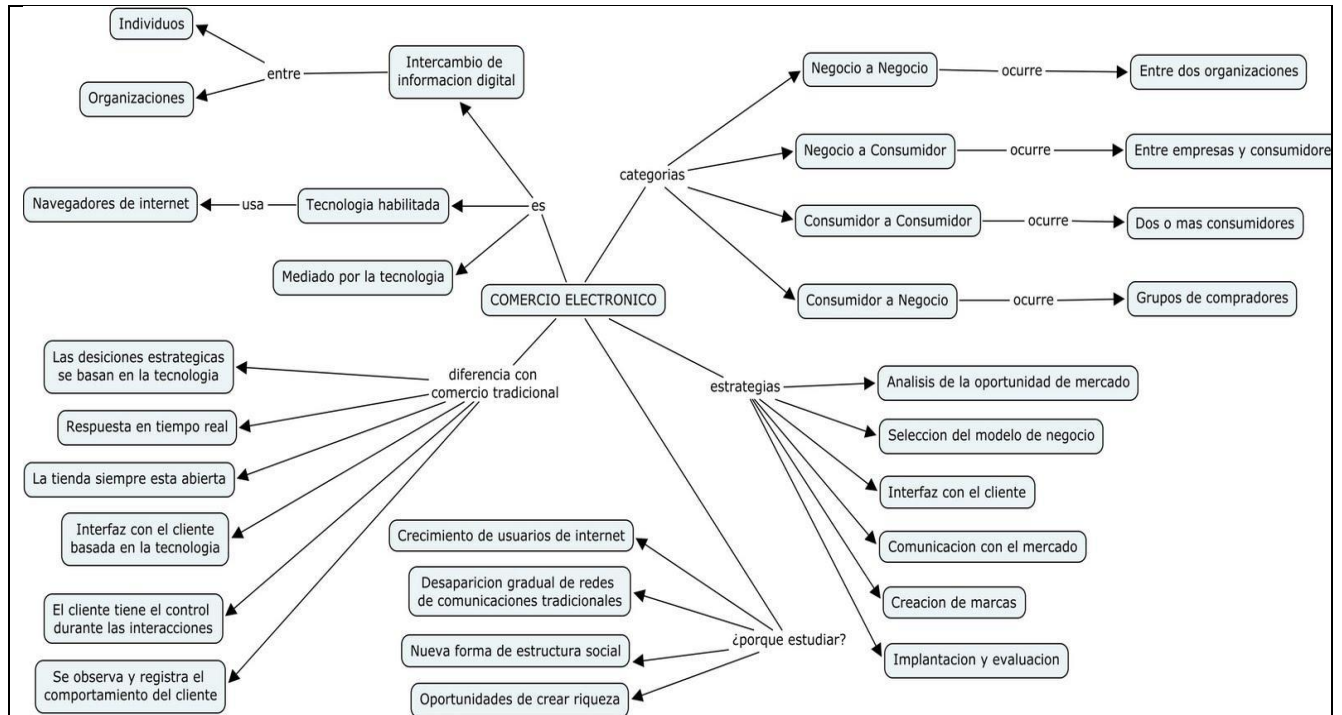 Individuos
entre
Organizaciones
Intercambio de
informacion digital
Navegadores de internet
usa
Tecnologia habilitada
es
Mediado por la tecnologia
COMERCIO ELECTRONICO
categorias
Negocio a Negocio
ocurre
Entre dos organizaciones
Negocio a Consumidor
ocurre
Entre empresas y consumidore
Consumidor a Consumidor
ocurre
Dos o mas consumidores
Consumidor a Negocio
ocurre
Grupos de compradores
diferencia con
comercio tradicional
Las desiciones estrategicas
se basan en la tecnologia
Respuesta en tiempo real
La tienda siempre esta abierta
Interfaz con el cliente
basada en la tecnologia
El cliente tiene el control
durante las interacciones
Se observa y registra el
comportamiento del cliente
¿porque estudiar?
Crecimiento de usuarios de internet
Desaparicion gradual de redes
de comunicaciones tradicionales
Nueva forma de estructura social
Oportunidades de crear riqueza
estrategias
Analisis de la oportunidad de mercado
Seleccion del modelo de negocio
Interfaz con el cliente
Comunicacion con el mercado
Creacion de marcas
Implantacion y evaluacion